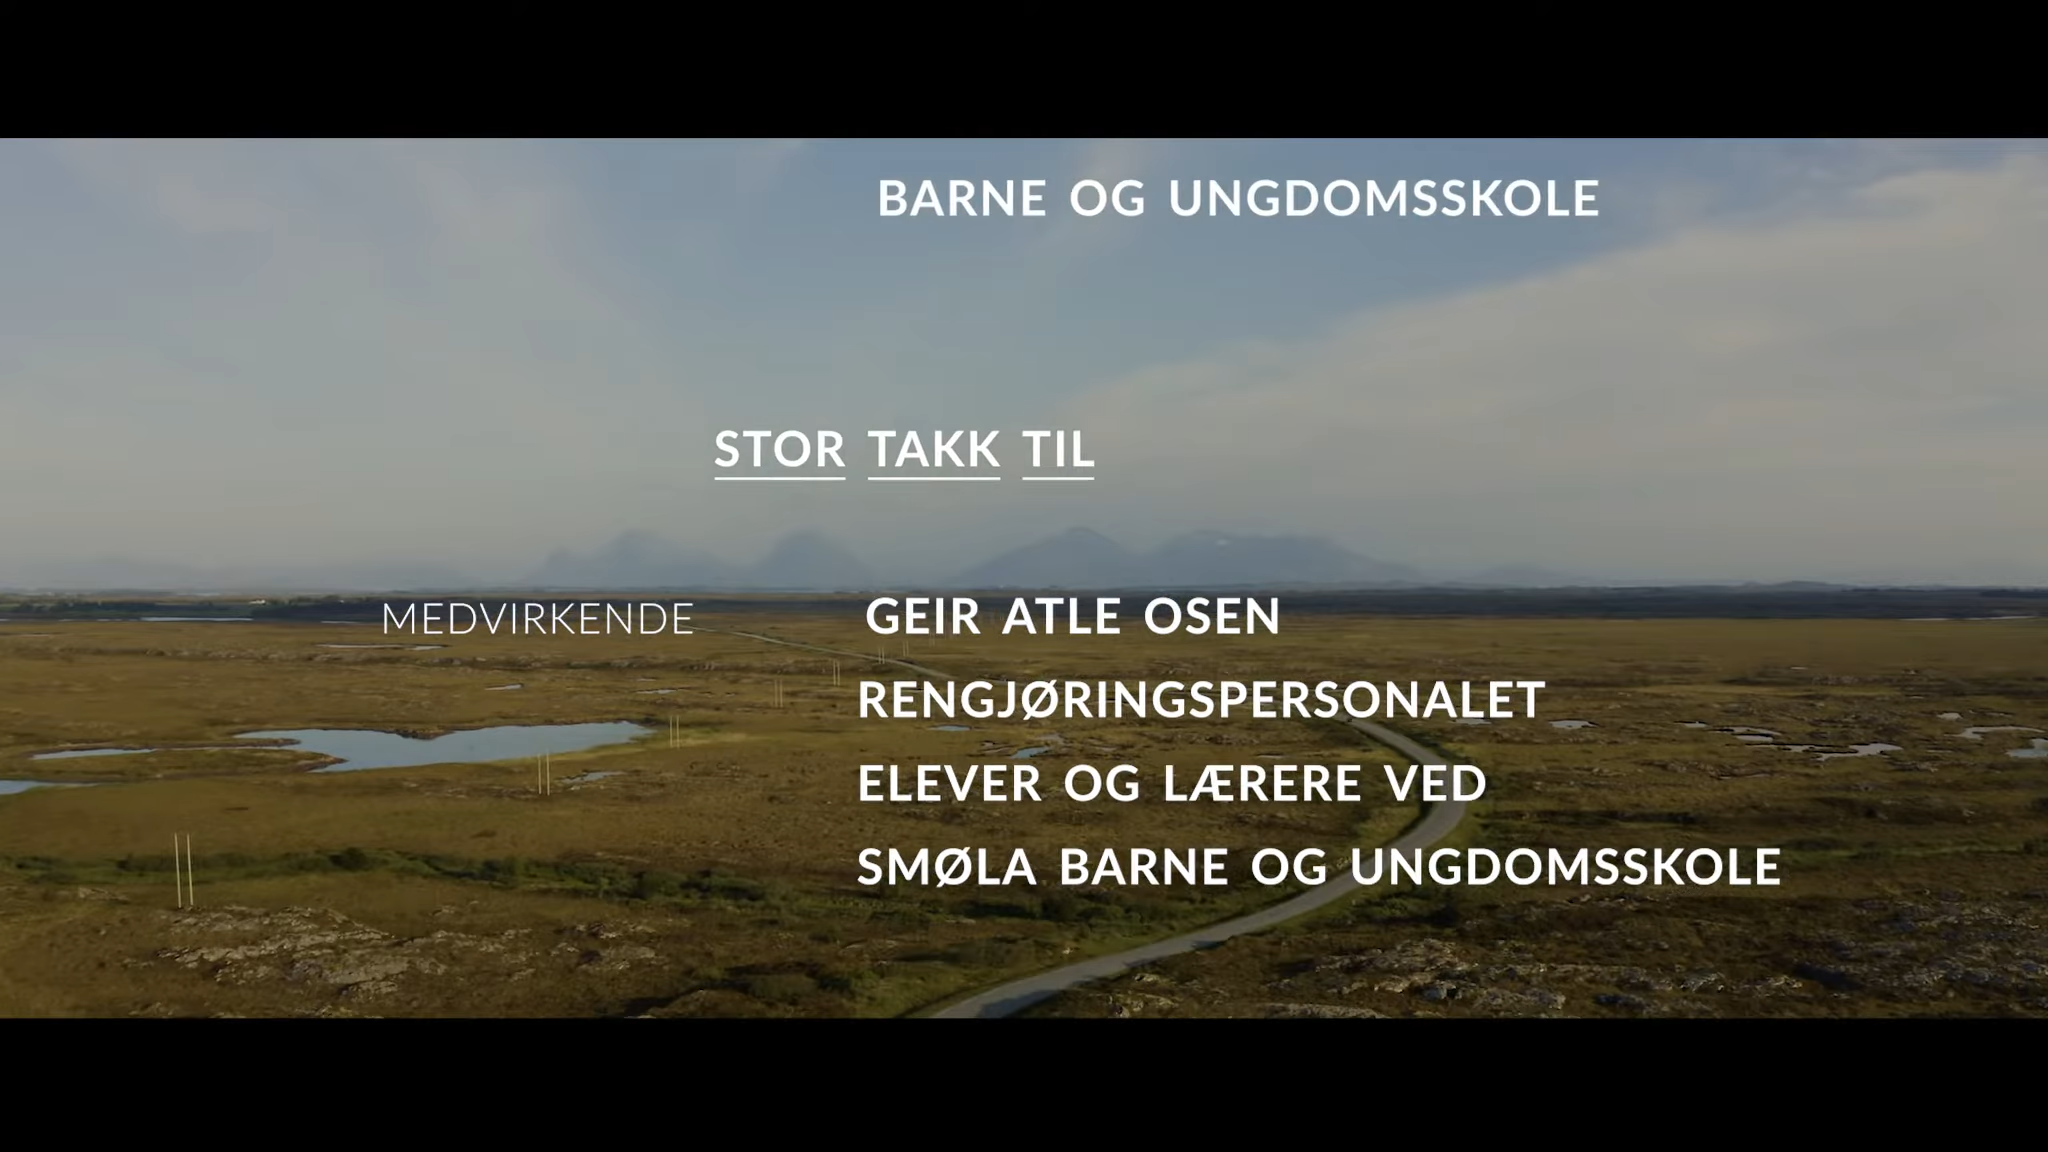 BARNE OG UNGDOMSSKOLE
STOR TAKK TIL
MEDVIRKENDE GEIR ATLE OSEN
RENGJØRINGSPERSONALET
ELEVER OG LÆRERE VED
SMØLA BARNE OG UNGDOMSSKOLE